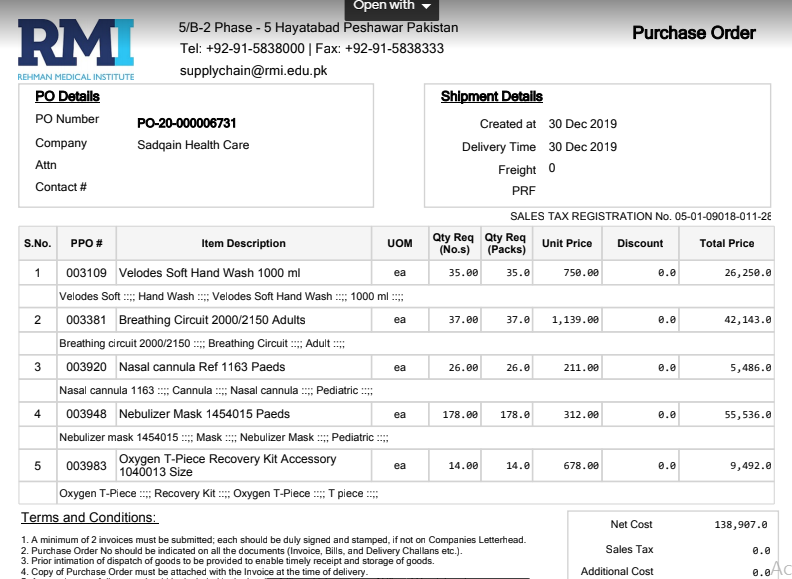 Open with
RMI
REHMAN MEDICAL INSTITUTE
5/B-2 Phase - 5 Hayatabad Peshawar Pakistan
Tel: +92-91-5838000 | Fax: +92-91-5838333
supplychain@rmi.edu.pk
Purchase Order
PO Details
PO Number PO-20-000006731
Company Sadqain Health Care
Attn
Contact #
Shipment Details
Created at 30 Dec 2019
Delivery Time 30 Dec 2019
Freight 0
PRF
SALES TAX REGISTRATION No. 05-01-09018-011-28
S.No. PPO # Item Description UOM Qty Req (No.s) Qty Req (Packs) Unit Price Discount Total Price
1 003109 Velodes Soft Hand Wash 1000 ml ea 35.00 35.0 750.00 0.0 26,250.0
Velodes Soft ::;; Hand Wash ::;; Velodes Soft Hand Wash ::;; 1000 ml ::;;
2 003381 Breathing Circuit 2000/2150 Adults ea 37.00 37.0 1,139.00 0.0 42,143.0
Breathing circuit 2000/2150 ::;; Breathing Circuit ::;; Adult ::;;
3 003920 Nasal cannula Ref 1163 Paeds ea 26.00 26.0 211.00 0.0 5,486.0
Nasal cannula 1163 ::;; Cannula ::;; Nasal cannula ::;; Pediatric ::;;
4 003948 Nebulizer Mask 1454015 Paeds ea 178.00 178.0 312.00 0.0 55,536.0
Nebulizer mask 1454015 ::;; Mask ::;; Nebulizer Mask ::;; Pediatric ::;;
5 003983 Oxygen T-Piece Recovery Kit Accessory 1040013 Size ea 14.00 14.0 678.00 0.0 9,492.0
Oxygen T-Piece ::;; Recovery Kit ::;; Oxygen T-Piece ::;; T piece ::;;
Terms and Conditions:
1. A minimum of 2 invoices must be submitted; each should be duly signed and stamped, if not on Companies Letterhead.
2. Purchase Order No should be indicated on all the documents (Invoice, Bills, and Delivery Challans etc.).
3. Prior intimation of dispatch of goods to be provided to enable timely receipt and storage of goods.
4. Copy of Purchase Order must be attached with the Invoice at the time of delivery.
Net Cost 138,907.0
Sales Tax 0.0
Additional Cost 0.0